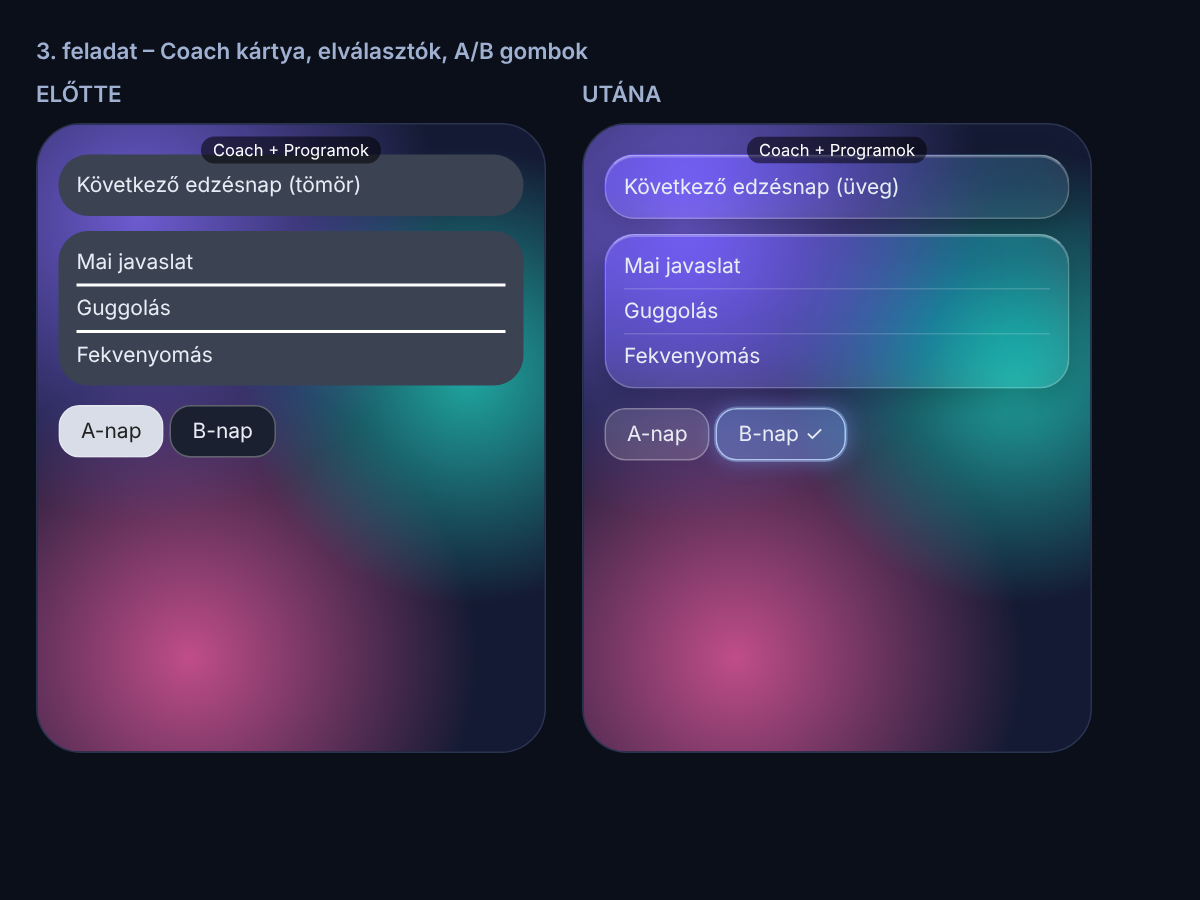 3. feladat – Coach kártya, elválasztók, A/B gombok
ELŐTTE
Coach + Programok
Következő edzésnap (tömör)
Mai javaslat
Guggolás
Fekvenyomás
A-nap
B-nap
UTÁNA
Coach + Programok
Következő edzésnap (üveg)
Mai javaslat
Guggolás
Fekvenyomás
A-nap
B-nap ✓